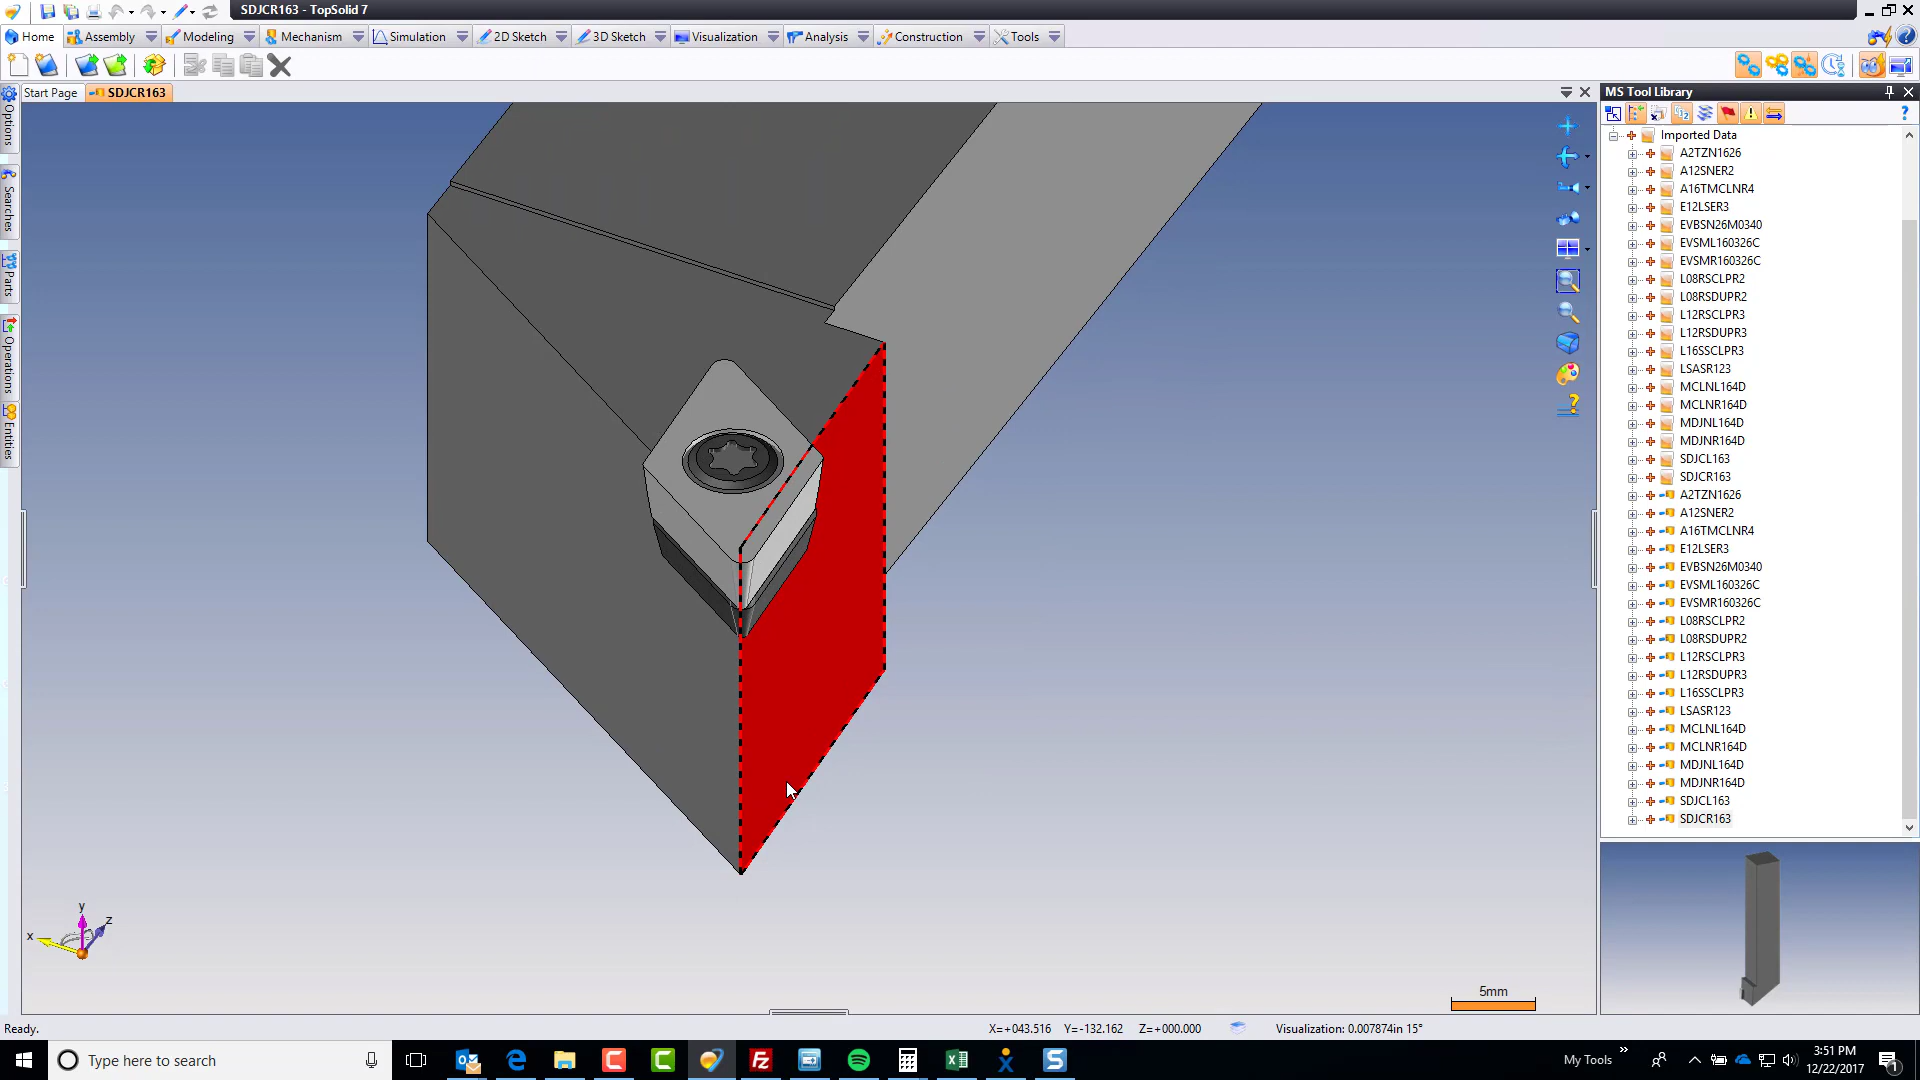 SDJCR163 - TopSolid 7
Home Assembly Modeling Mechanism Simulation 2D Sketch 3D Sketch Visualization Analysis Construction Tools
Start Page SDJCR163
MS Tool Library
Options
Searches
Parts
Operations
Entities
Imported Data
A2TZN1626
A12SNER2
A16TMCLNR4
E12LSER3
EVBSN26M0340
EVSML160326C
EVSMR160326C
L08RSCLPR2
L08RSDUPR2
L12RSCLPR3
L12RSDUPR3
L16SSCLPR3
LSASR123
MCLNL164D
MCLNR164D
MDJNL164D
MDJNR164D
SDJCL163
SDJCR163
A2TZN1626
A12SNER2
A16TMCLNR4
E12LSER3
EVBSN26M0340
EVSML160326C
EVSMR160326C
L08RSCLPR2
L08RSDUPR2
L12RSCLPR3
L12RSDUPR3
L16SSCLPR3
LSASR123
MCLNL164D
MCLNR164D
MDJNL164D
MDJNR164D
SDJCL163
SDJCR163
y
z
x
5mm
Ready.
X=+043.516 Y=-132.162 Z=+000.000 Visualization: 0.007874in 15°
Type here to search
My Tools
3:51 PM
12/22/2017